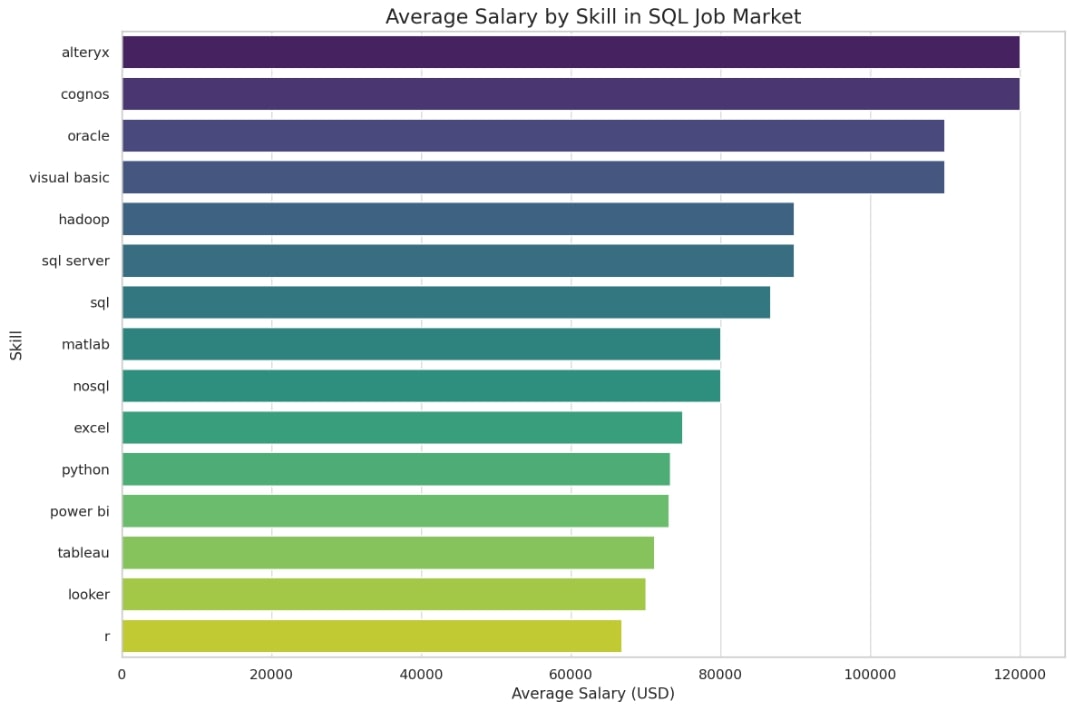 Average Salary by Skill in SQL Job Market
alteryx
cognos
oracle
visual basic
hadoop
sql server
sql
matlab
nosql
excel
python
power bi
tableau
looker
r
Skill
0 20000 40000 60000 80000 100000 120000
Average Salary (USD)